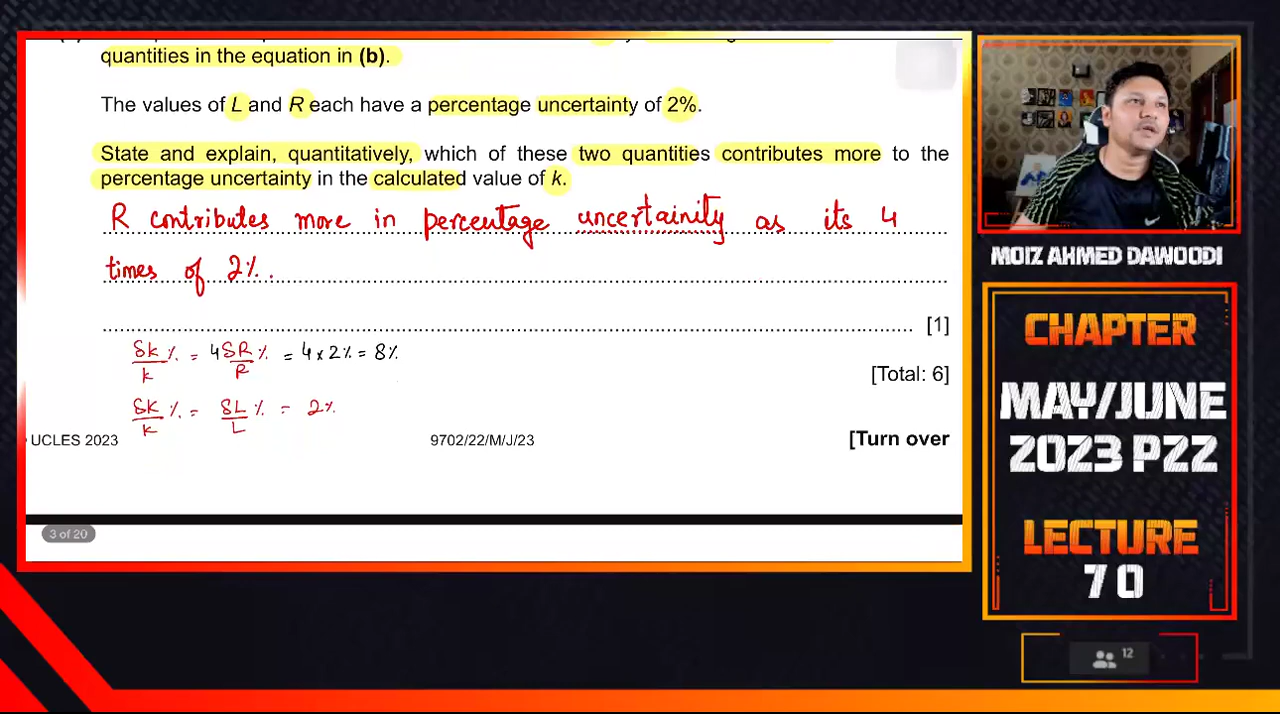 quantities in the equation in (b).
The values of L and R each have a percentage uncertainty of 2%.
State and explain, quantitatively, which of these two quantities contributes more to the
percentage uncertainty in the calculated value of k.
R contributes more in percentage uncertainity as its 4
times of 2%.
[1]
δk/k % = 4 δR/R % = 4 × 2% = 8%
[Total: 6]
δk/k % = δL/L % = 2%
UCLES 2023
9702/22/M/J/23
[Turn over
3 of 20
MOIZ AHMED DAWOODI
CHAPTER
MAY/JUNE
2023 P22
LECTURE
70
12